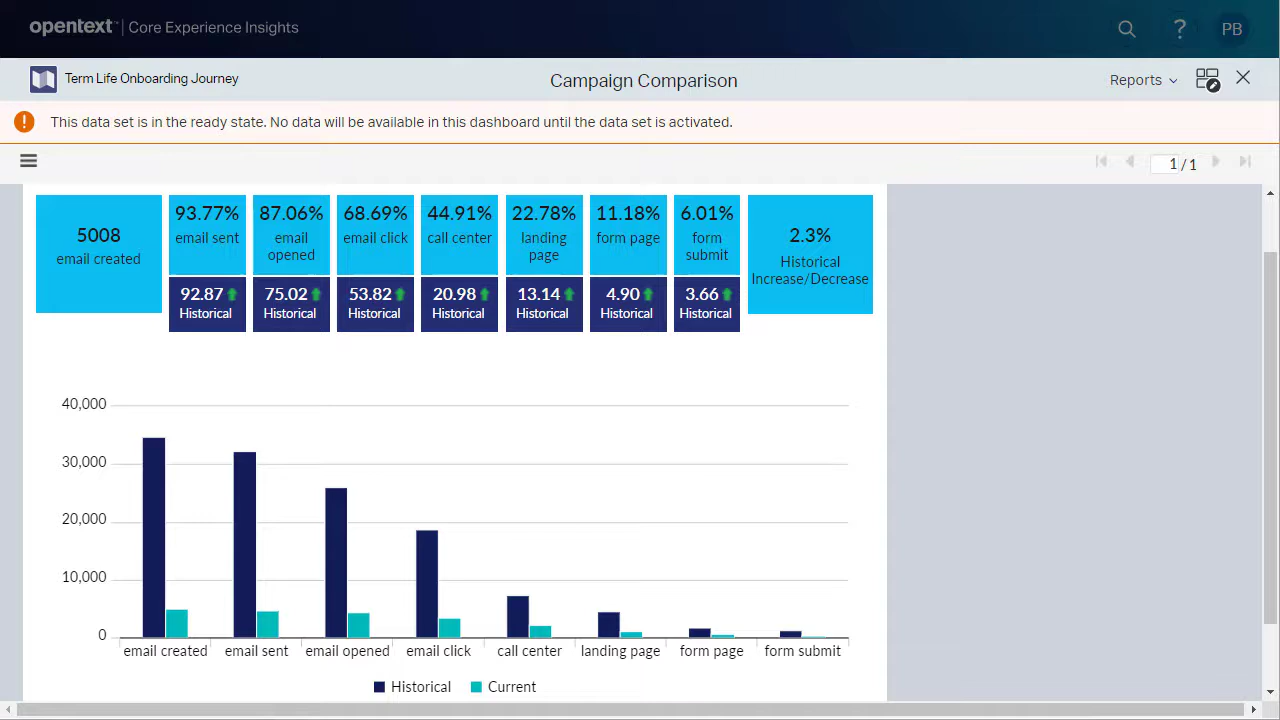 opentext™ | Core Experience Insights
PB
Term Life Onboarding Journey
Campaign Comparison
Reports
This data set is in the ready state. No data will be available in this dashboard until the data set is activated.
1 / 1
5008
email created
93.77%
email sent
87.06%
email
opened
68.69%
email click
44.91%
call center
22.78%
landing
page
11.18%
form page
6.01%
form
submit
2.3%
Historical
Increase/Decrease
92.87
Historical
75.02
Historical
53.82
Historical
20.98
Historical
13.14
Historical
4.90
Historical
3.66
Historical
40,000
30,000
20,000
10,000
0
email created
email sent
email opened
email click
call center
landing page
form page
form submit
Historical
Current